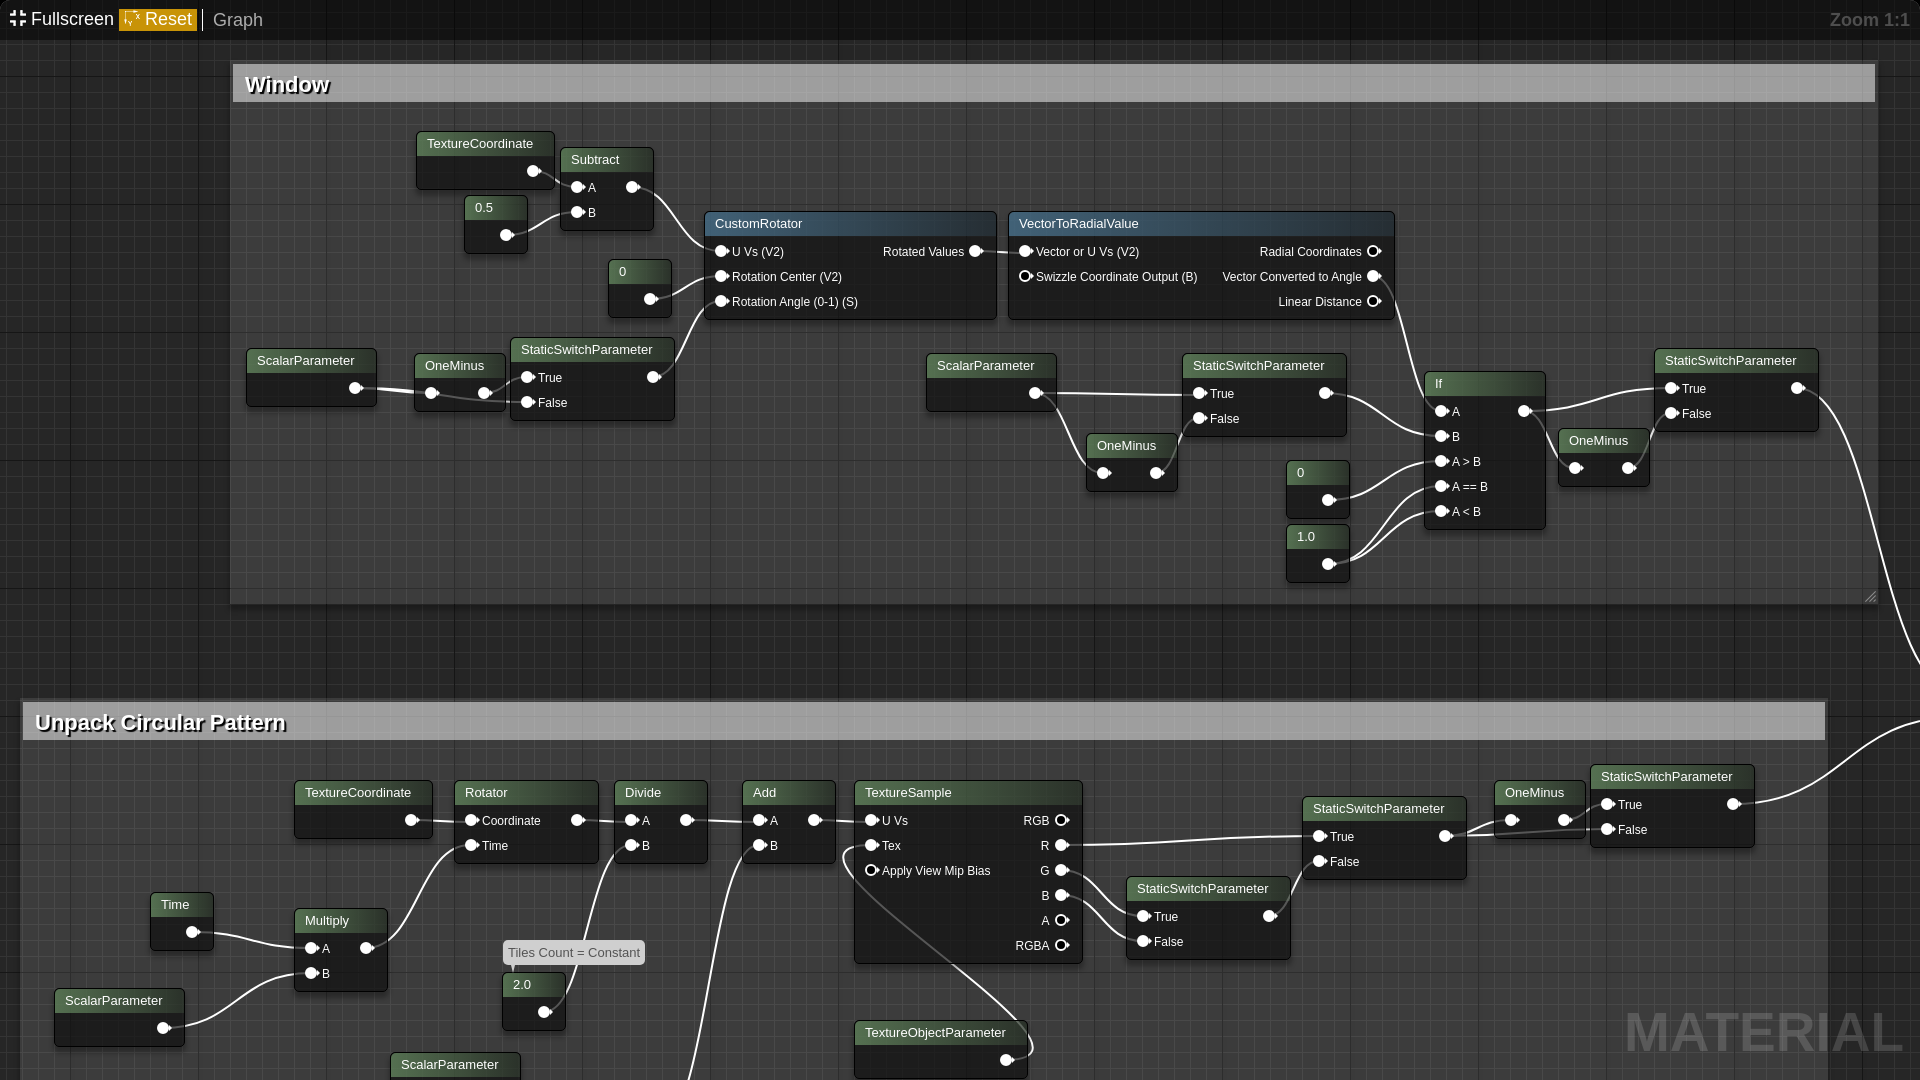 Fullscreen Reset Graph
Zoom 1:1
Window
TextureCoordinate
Subtract
A
B
0.5
CustomRotator
U Vs (V2)
Rotated Values
Rotation Center (V2)
Rotation Angle (0-1) (S)
0
VectorToRadialValue
Vector or U Vs (V2)
Radial Coordinates
Swizzle Coordinate Output (B)
Vector Converted to Angle
Linear Distance
ScalarParameter
OneMinus
StaticSwitchParameter
True
False
ScalarParameter
OneMinus
StaticSwitchParameter
True
False
0
1.0
If
A
B
A > B
A == B
A < B
OneMinus
StaticSwitchParameter
True
False
Unpack Circular Pattern
TextureCoordinate
Rotator
Coordinate
Time
Divide
A
B
Add
A
B
TextureSample
U Vs
RGB
Tex
R
Apply View Mip Bias
G
B
A
RGBA
StaticSwitchParameter
True
False
StaticSwitchParameter
True
False
OneMinus
StaticSwitchParameter
True
False
Time
Multiply
A
B
ScalarParameter
Tiles Count = Constant
2.0
ScalarParameter
TextureObjectParameter
MATERIAL